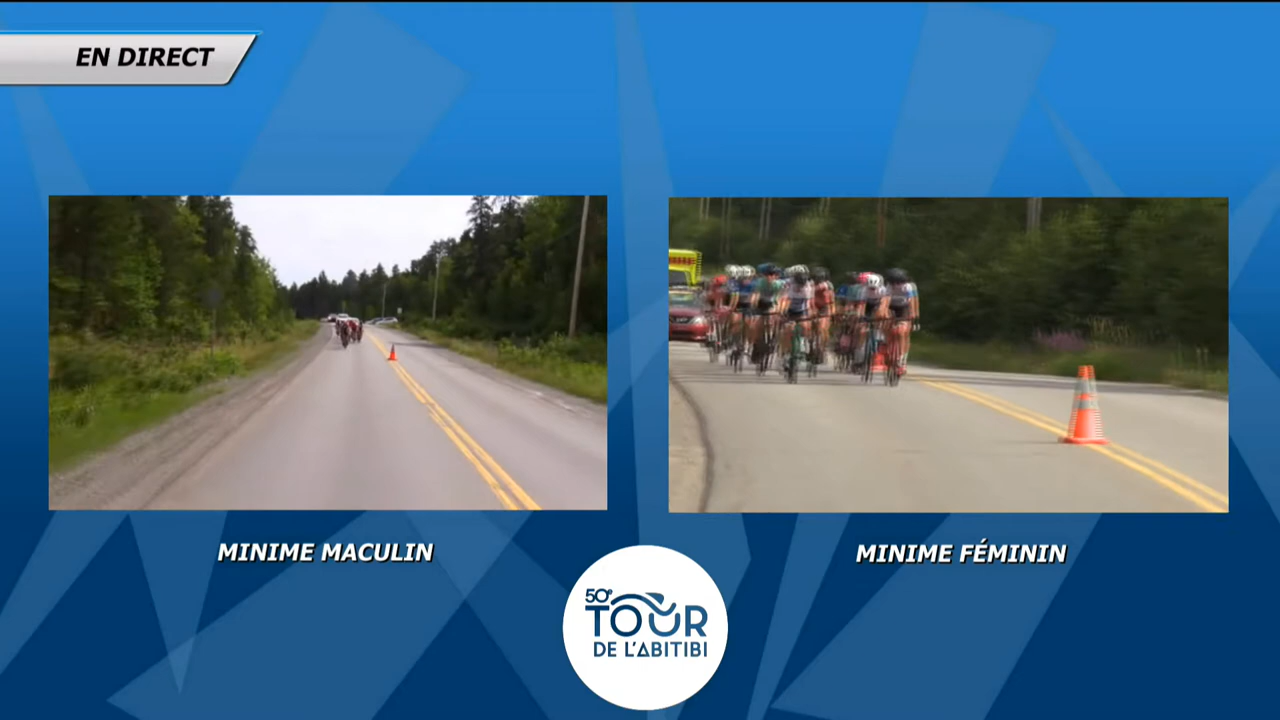 EN DIRECT
MINIME MACULIN
MINIME FÉMININ
50e
TOUR
DE L'ABITIBI